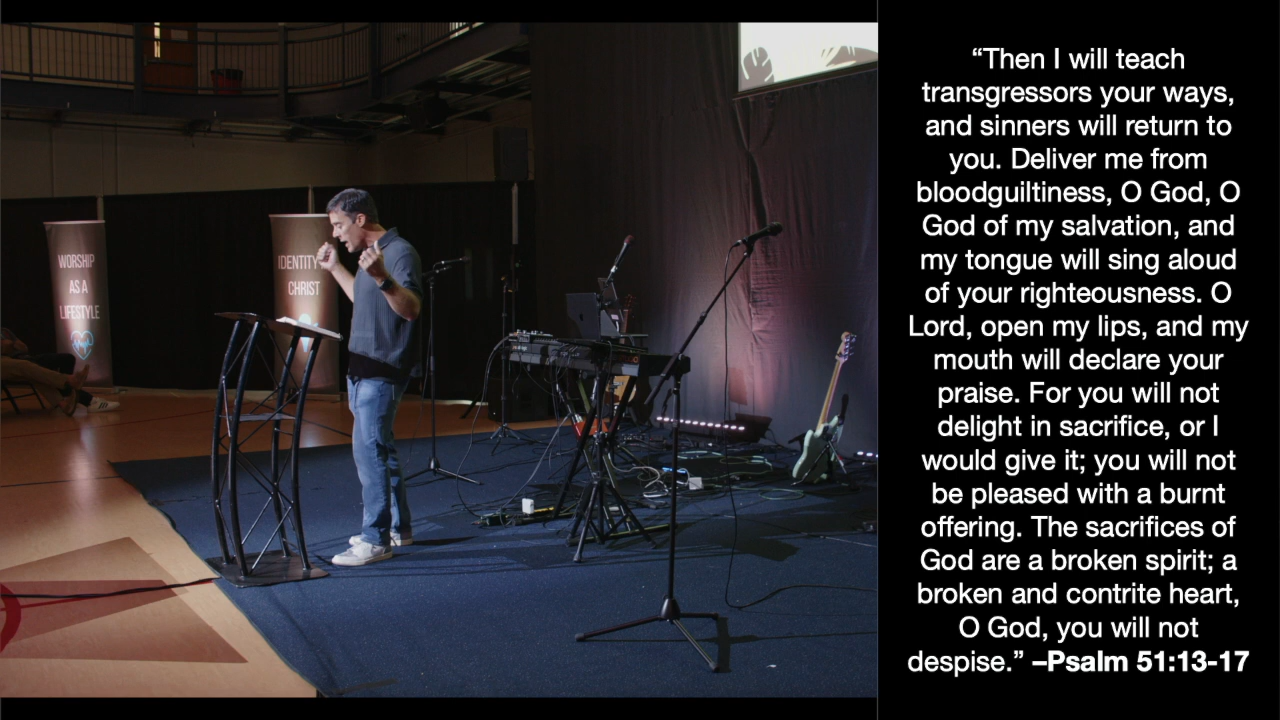 WORSHIP
AS A
LIFESTYLE
IDENTITY
CHRIST
“Then I will teach
transgressors your ways,
and sinners will return to
you. Deliver me from
bloodguiltiness, O God, O
God of my salvation, and
my tongue will sing aloud
of your righteousness. O
Lord, open my lips, and my
mouth will declare your
praise. For you will not
delight in sacrifice, or I
would give it; you will not
be pleased with a burnt
offering. The sacrifices of
God are a broken spirit; a
broken and contrite heart,
O God, you will not
despise.” –Psalm 51:13-17